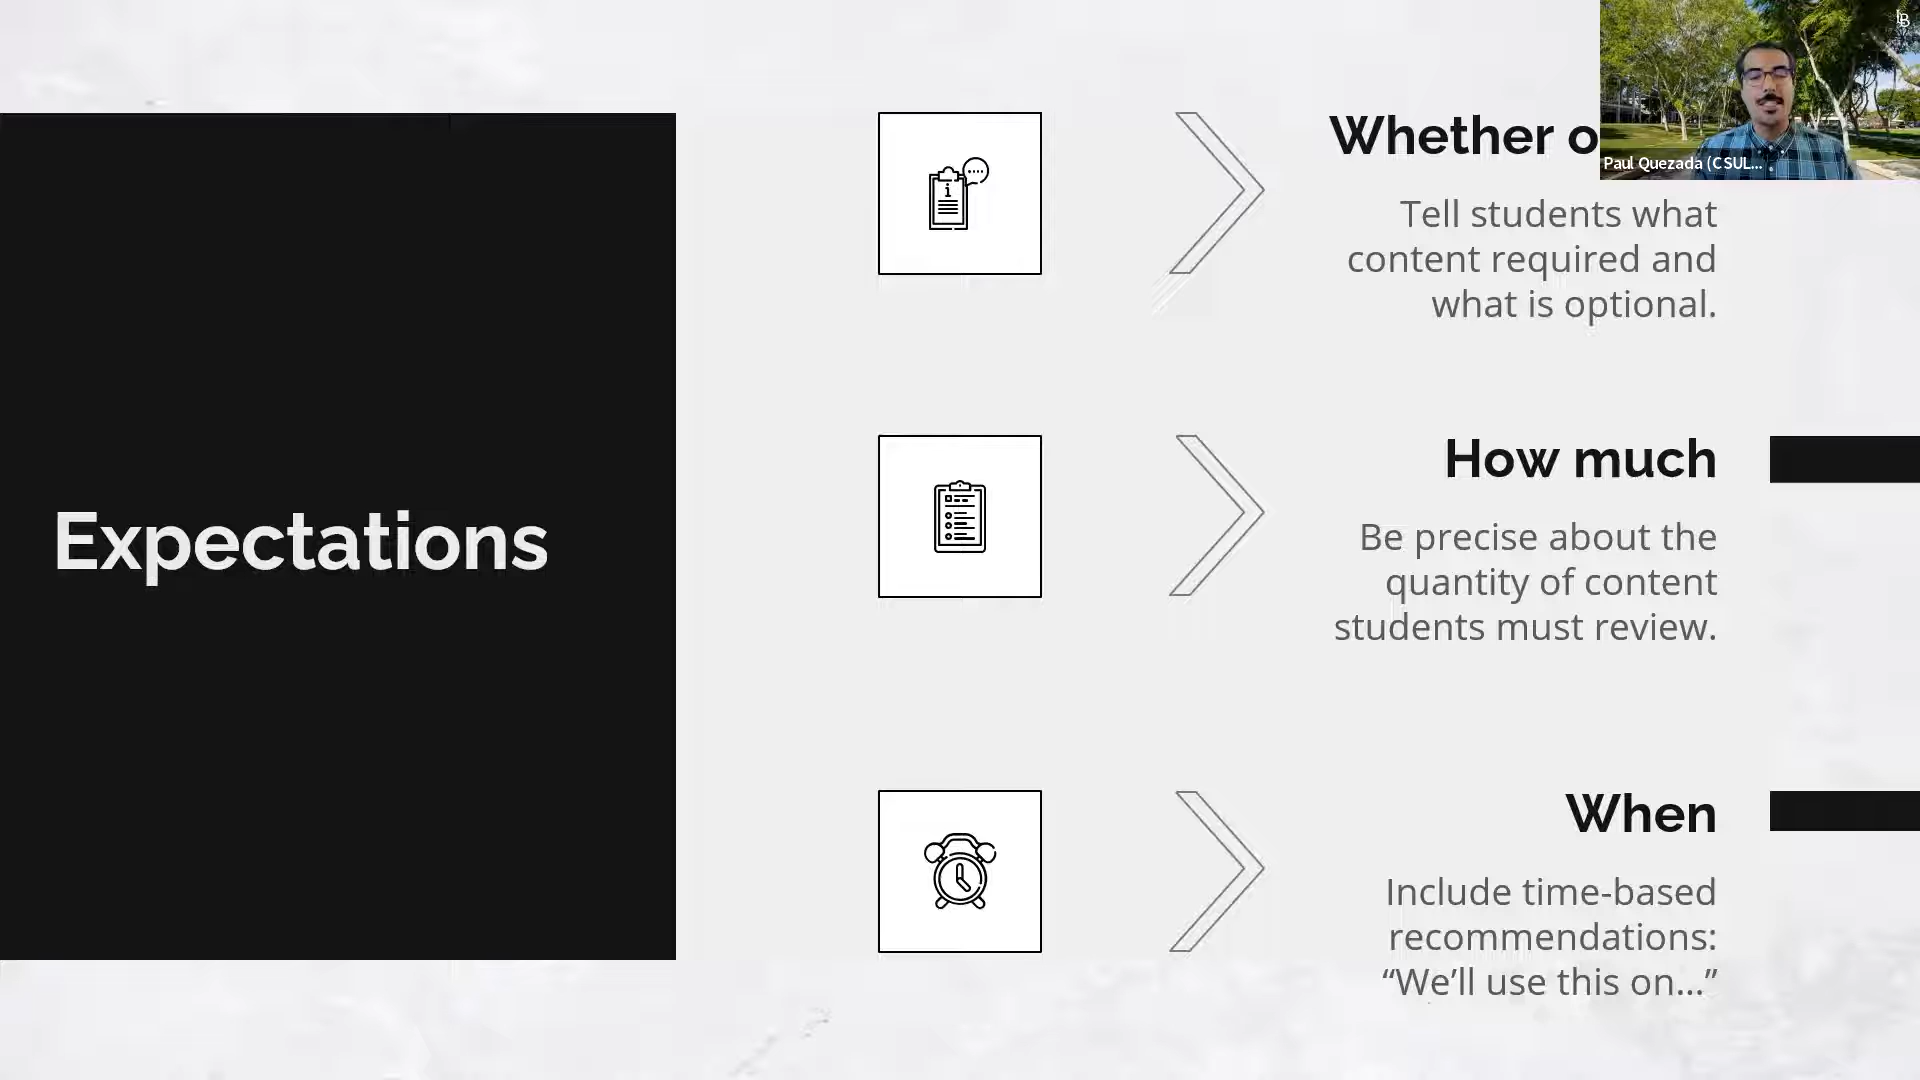 Expectations
Whether o
Tell students what
content required and
what is optional.
How much
Be precise about the
quantity of content
students must review.
When
Include time-based
recommendations:
“We’ll use this on...”
Paul Quezada (CSUL...
B